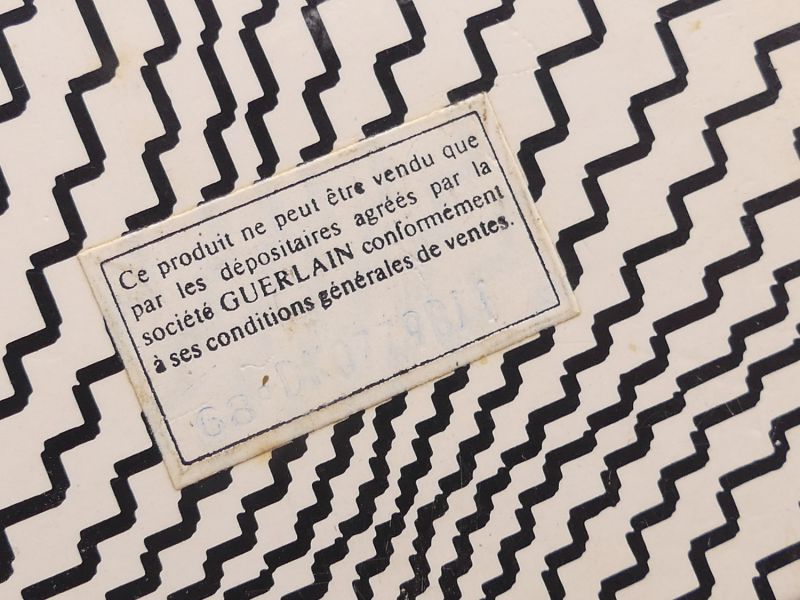 Ce produit ne peut être vendu que
par les dépositaires agréés par la
société GUERLAIN conformément
à ses conditions générales de ventes.